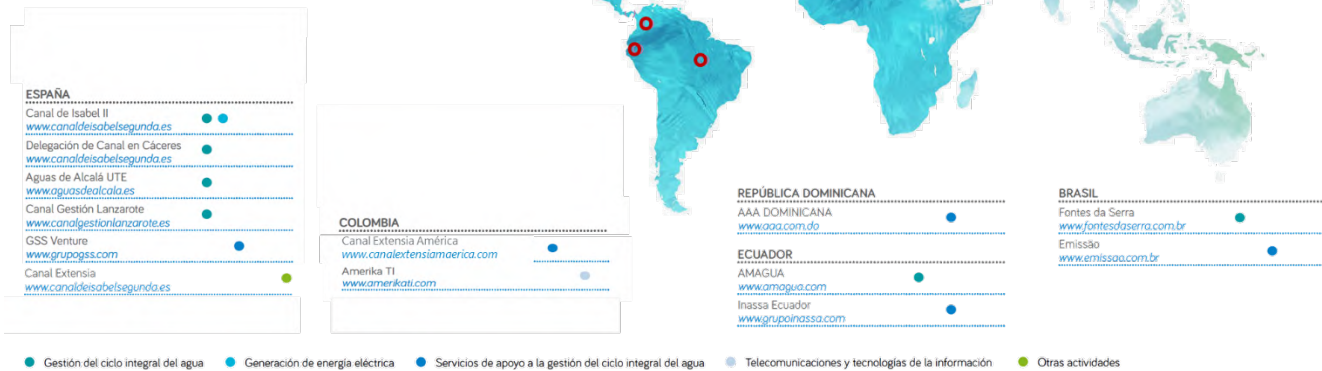 ESPAÑA
Canal de Isabel II
www.canaldeisabelsegunda.es
Delegación de Canal en Cáceres
www.canaldeisabelsegunda.es
Aguas de Alcalá UTE
www.aguasdealcala.es
Canal Gestión Lanzarote
www.canalgestionlanzarote.es
GSS Venture
www.grupogss.com
Canal Extensia
www.canaldeisabelsegunda.es
COLOMBIA
Canal Extensia América
www.canalextensiamaerica.com
Amerika TI
www.amerikati.com
REPÚBLICA DOMINICANA
AAA DOMINICANA
www.aaa.com.do
ECUADOR
AMAGUA
www.amagua.com
Inassa Ecuador
www.grupoinassa.com
BRASIL
Fontes da Serra
www.fontesdaserra.com.br
Emissão
www.emissao.com.br
Gestión del ciclo integral del agua Generación de energía eléctrica Servicios de apoyo a la gestión del ciclo integral del agua Telecomunicaciones y tecnologías de la información Otras actividades